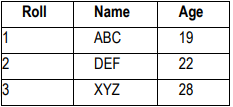 Roll Name Age
1 ABC 19
2 DEF 22
3 XYZ 28